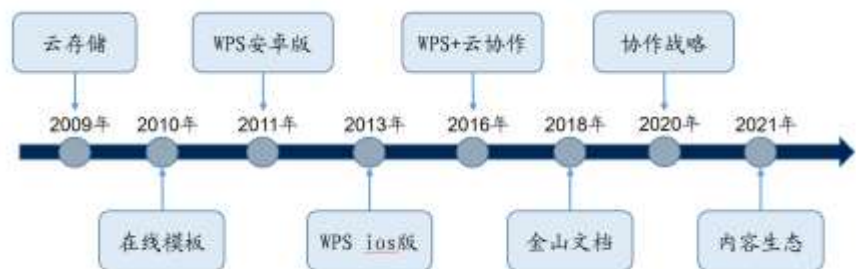 云存储
WPS安卓版
WPS+云协作
协作战略
2009年
2010年
2011年
2013年
2016年
2018年
2020年
2021年
在线模板
WPS ios版
金山文档
内容生态